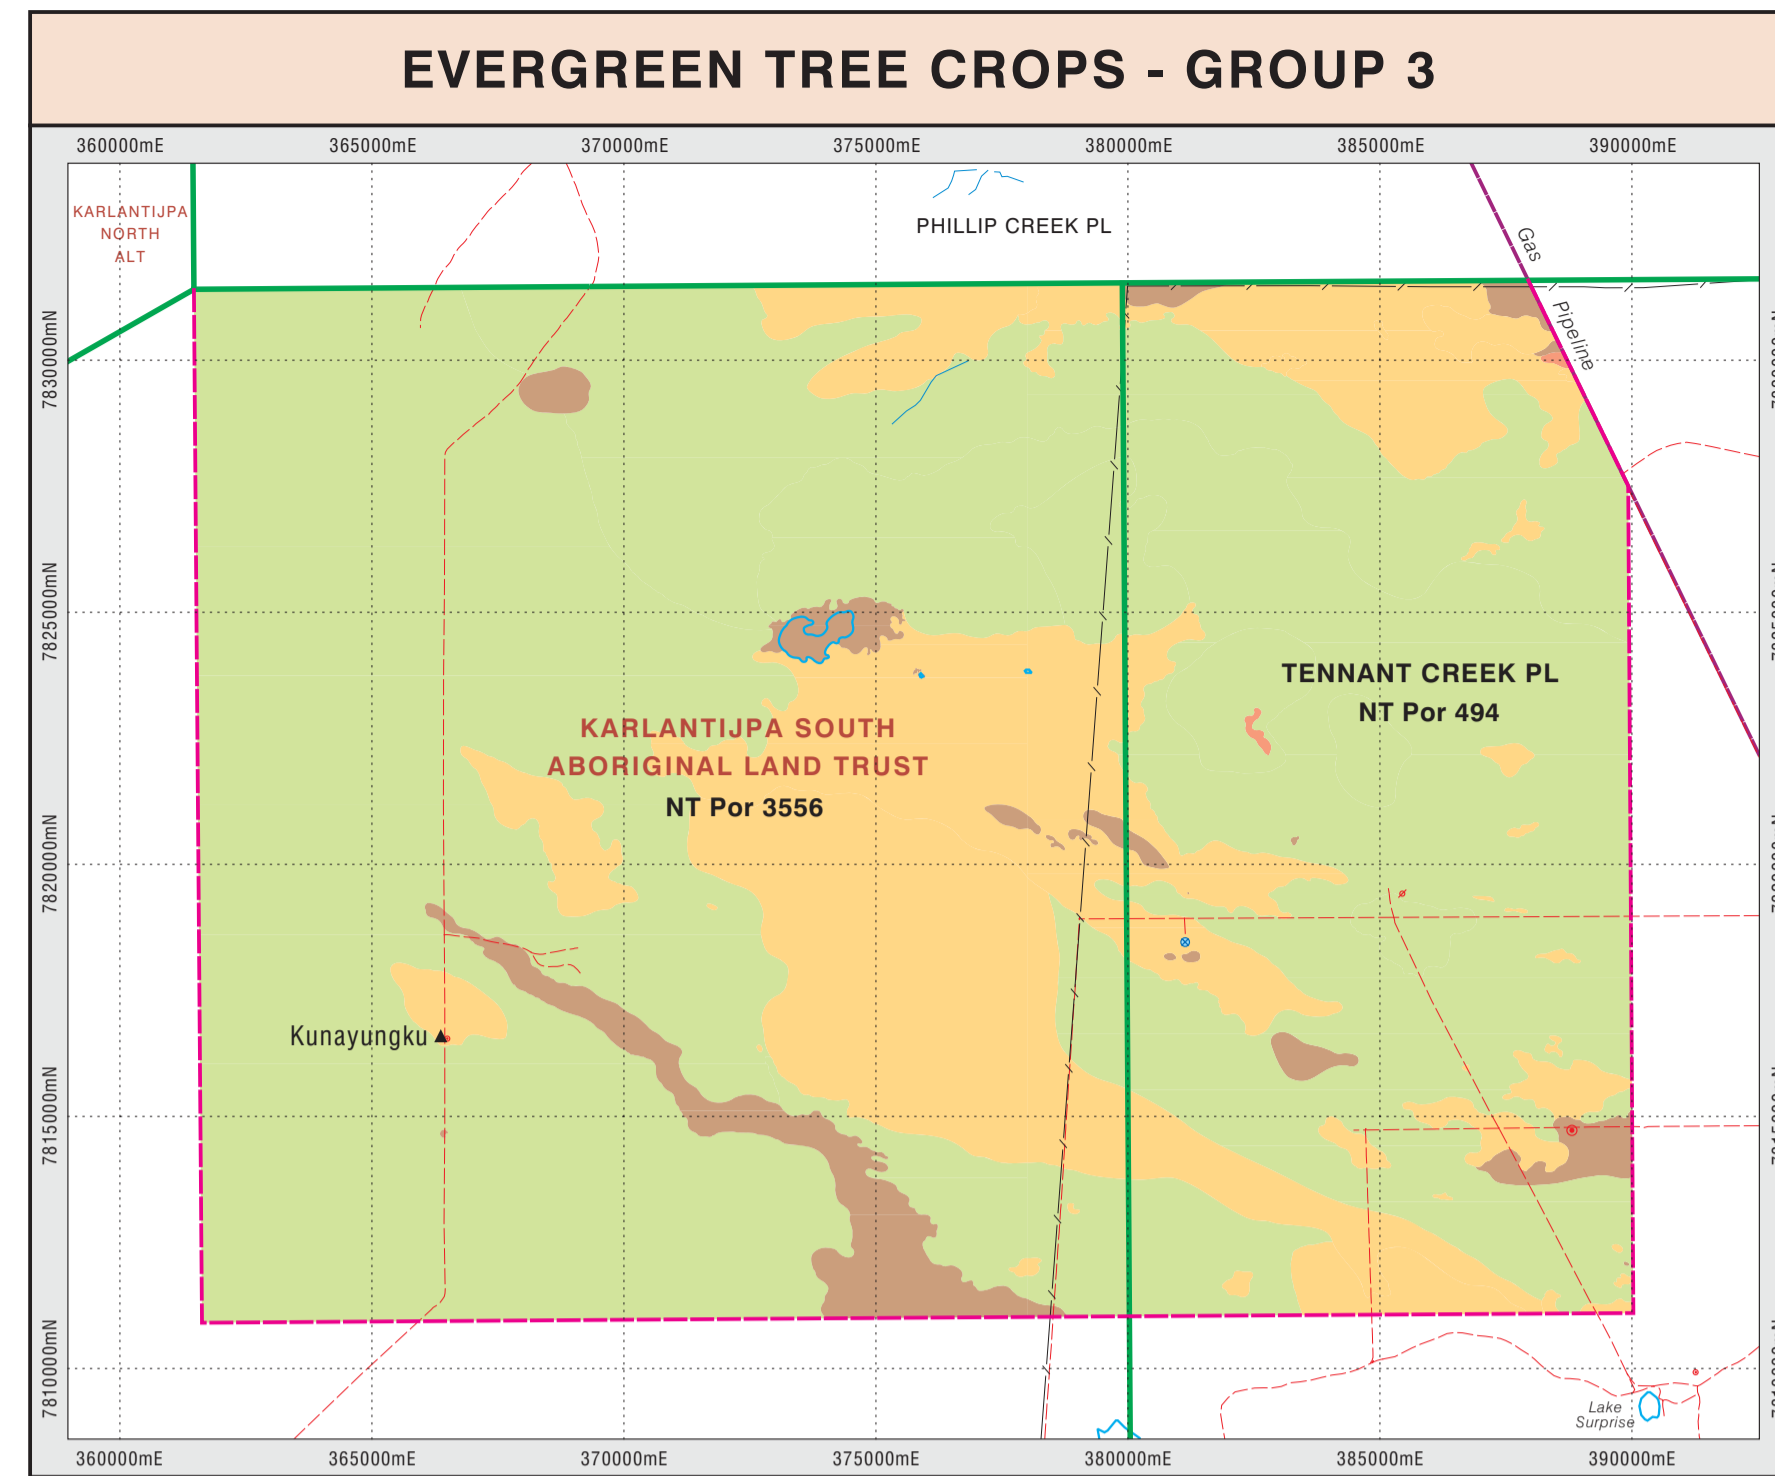 EVERGREEN TREE CROPS - GROUP 3
360000mE 365000mE 370000mE 375000mE 380000mE 385000mE 390000mE
KARLANTIJPA
NORTH
ALT
PHILLIP CREEK PL
Gas
Pipeline
7830000mN
7825000mN
TENNANT CREEK PL
NT Por 494
KARLANTIJPA SOUTH
ABORIGINAL LAND TRUST
NT Por 3556
7820000mN
Kunayungku
7815000mN
7810000mN
Lake
Surprise
360000mE 365000mE 370000mE 375000mE 380000mE 385000mE 390000mE